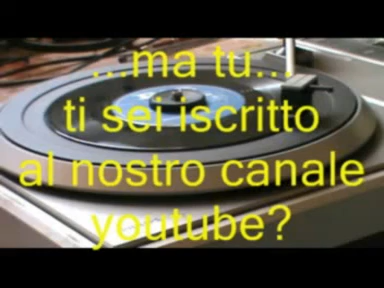 ...ma tu...
ti sei iscritto
al nostro canale
youtube?